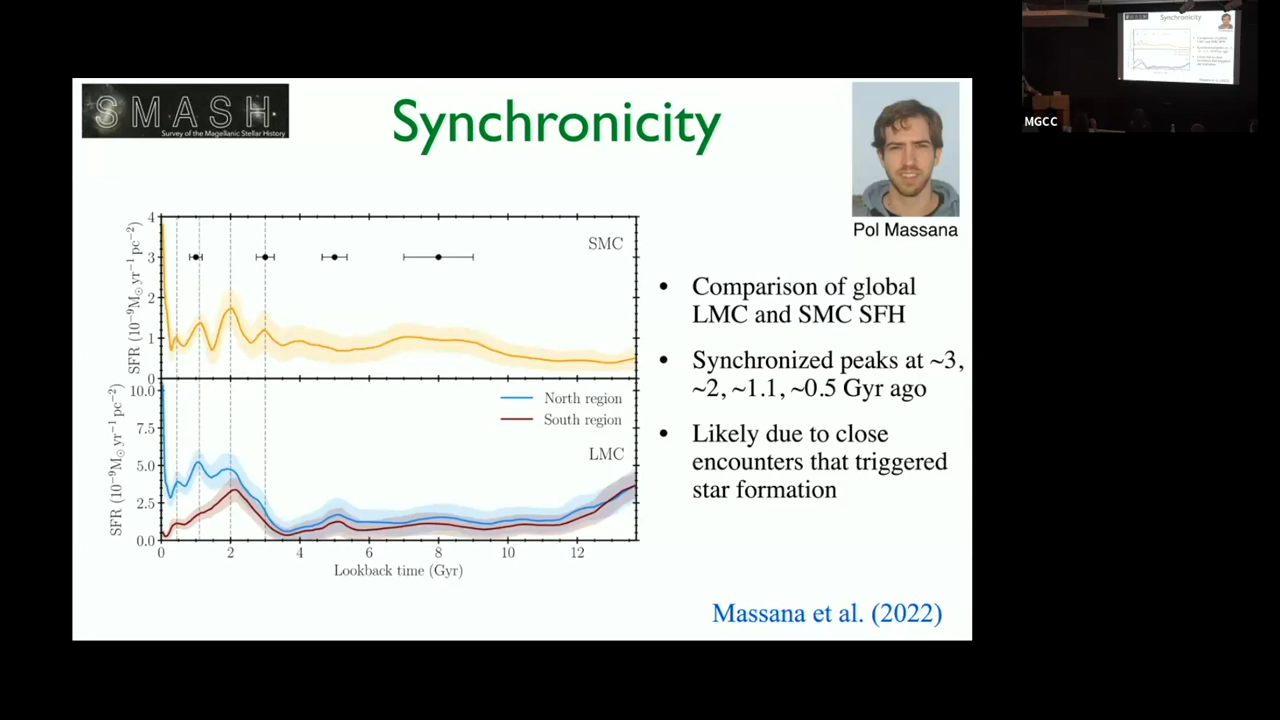 SMASH
Survey of the Magellanic Stellar History
Synchronicity
Pol Massana
MGCC
Synchronicity
4
3
2
1
0
SFR (10⁻⁹M⊙ yr⁻¹ pc⁻²)
SMC
10.0
7.5
5.0
2.5
0.0
SFR (10⁻⁹M⊙ yr⁻¹ pc⁻²)
North region
South region
LMC
0 2 4 6 8 10 12
Lookback time (Gyr)
• Comparison of global
LMC and SMC SFH
• Synchronized peaks at ~3,
~2, ~1.1, ~0.5 Gyr ago
• Likely due to close
encounters that triggered
star formation
Massana et al. (2022)